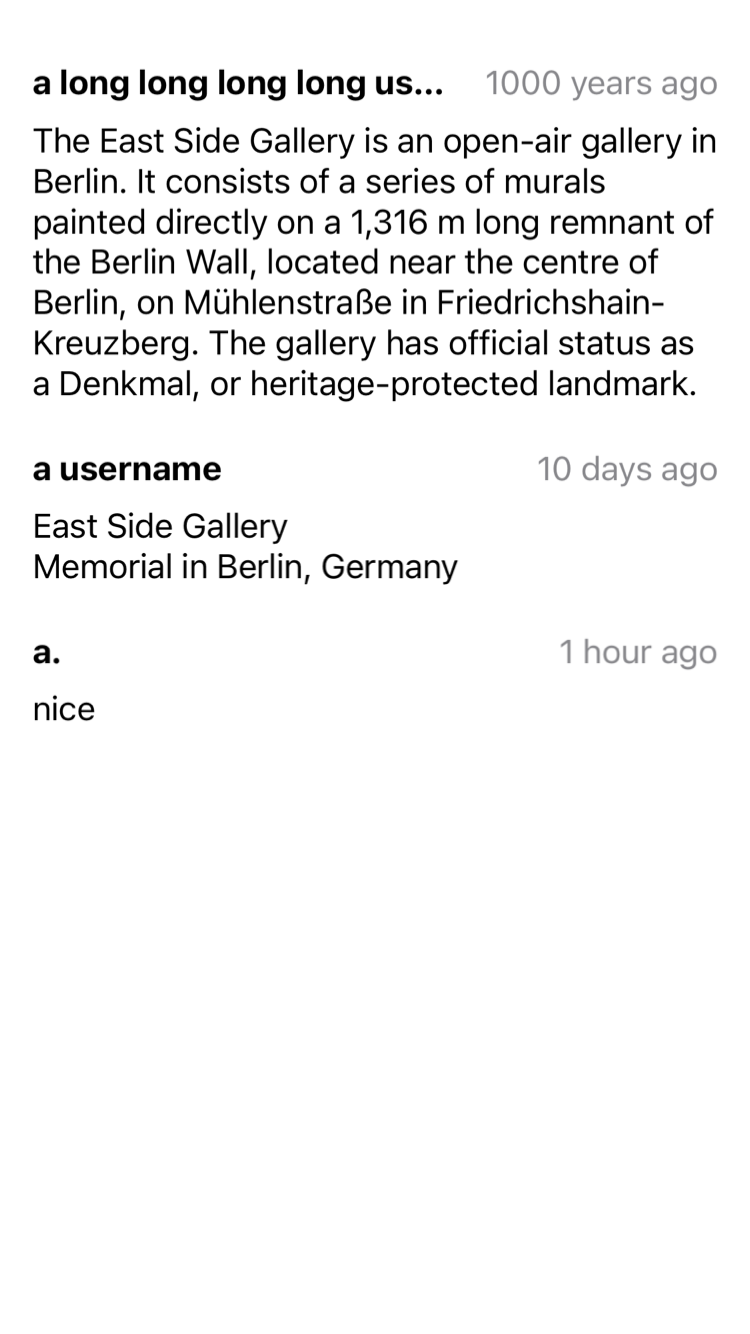 a long long long long us... 1000 years ago
The East Side Gallery is an open-air gallery in
Berlin. It consists of a series of murals
painted directly on a 1,316 m long remnant of
the Berlin Wall, located near the centre of
Berlin, on Mühlenstraße in Friedrichshain-
Kreuzberg. The gallery has official status as
a Denkmal, or heritage-protected landmark.
a username 10 days ago
East Side Gallery
Memorial in Berlin, Germany
a. 1 hour ago
nice